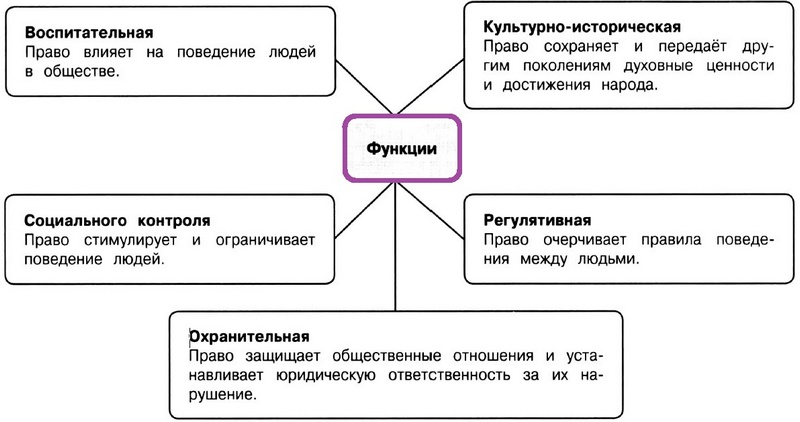 Воспитательная
Право влияет на поведение людей
в обществе.
Культурно-историческая
Право сохраняет и передаёт дру-
гим поколениям духовные ценности
и достижения народа.
Функции
Социального контроля
Право стимулирует и ограничивает
поведение людей.
Регулятивная
Право очерчивает правила поведе-
ния между людьми.
Охранительная
Право защищает общественные отношения и уста-
навливает юридическую ответственность за их на-
рушение.